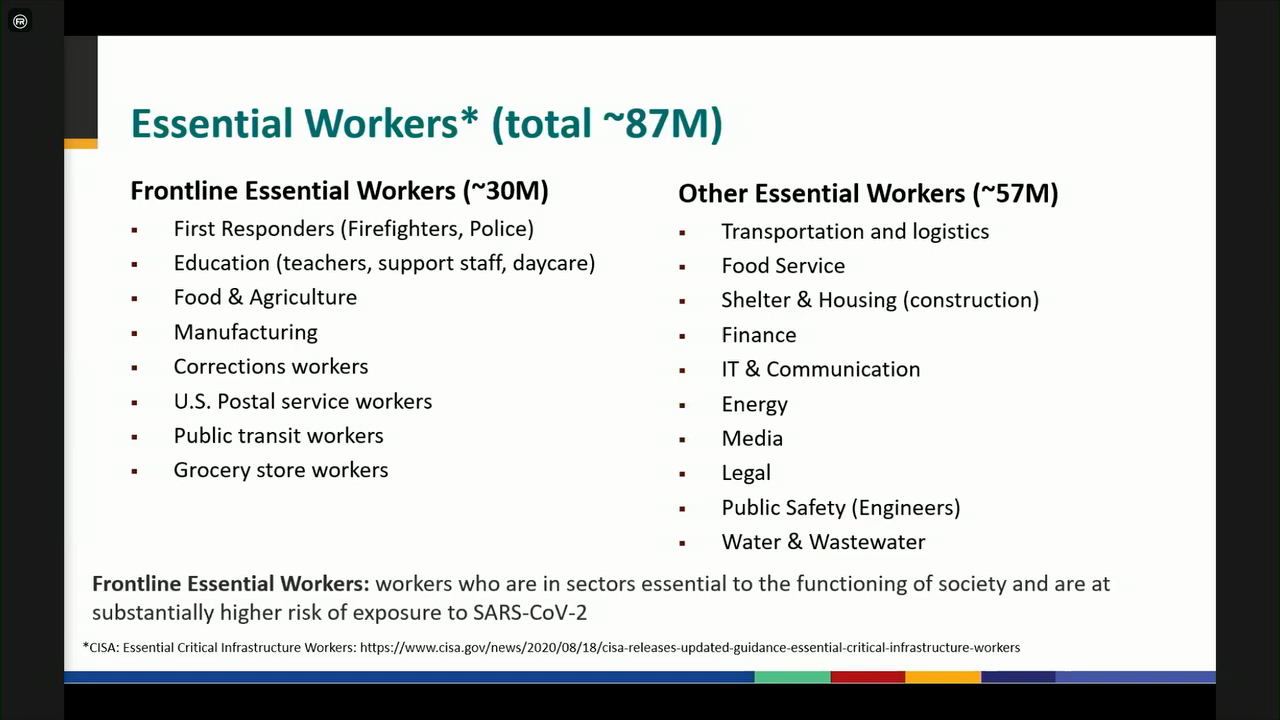 FR
Essential Workers* (total ~87M)
Frontline Essential Workers (~30M)
▪ First Responders (Firefighters, Police)
▪ Education (teachers, support staff, daycare)
▪ Food & Agriculture
▪ Manufacturing
▪ Corrections workers
▪ U.S. Postal service workers
▪ Public transit workers
▪ Grocery store workers
Other Essential Workers (~57M)
▪ Transportation and logistics
▪ Food Service
▪ Shelter & Housing (construction)
▪ Finance
▪ IT & Communication
▪ Energy
▪ Media
▪ Legal
▪ Public Safety (Engineers)
▪ Water & Wastewater
Frontline Essential Workers: workers who are in sectors essential to the functioning of society and are at
substantially higher risk of exposure to SARS-CoV-2
*CISA: Essential Critical Infrastructure Workers: https://www.cisa.gov/news/2020/08/18/cisa-releases-updated-guidance-essential-critical-infrastructure-workers